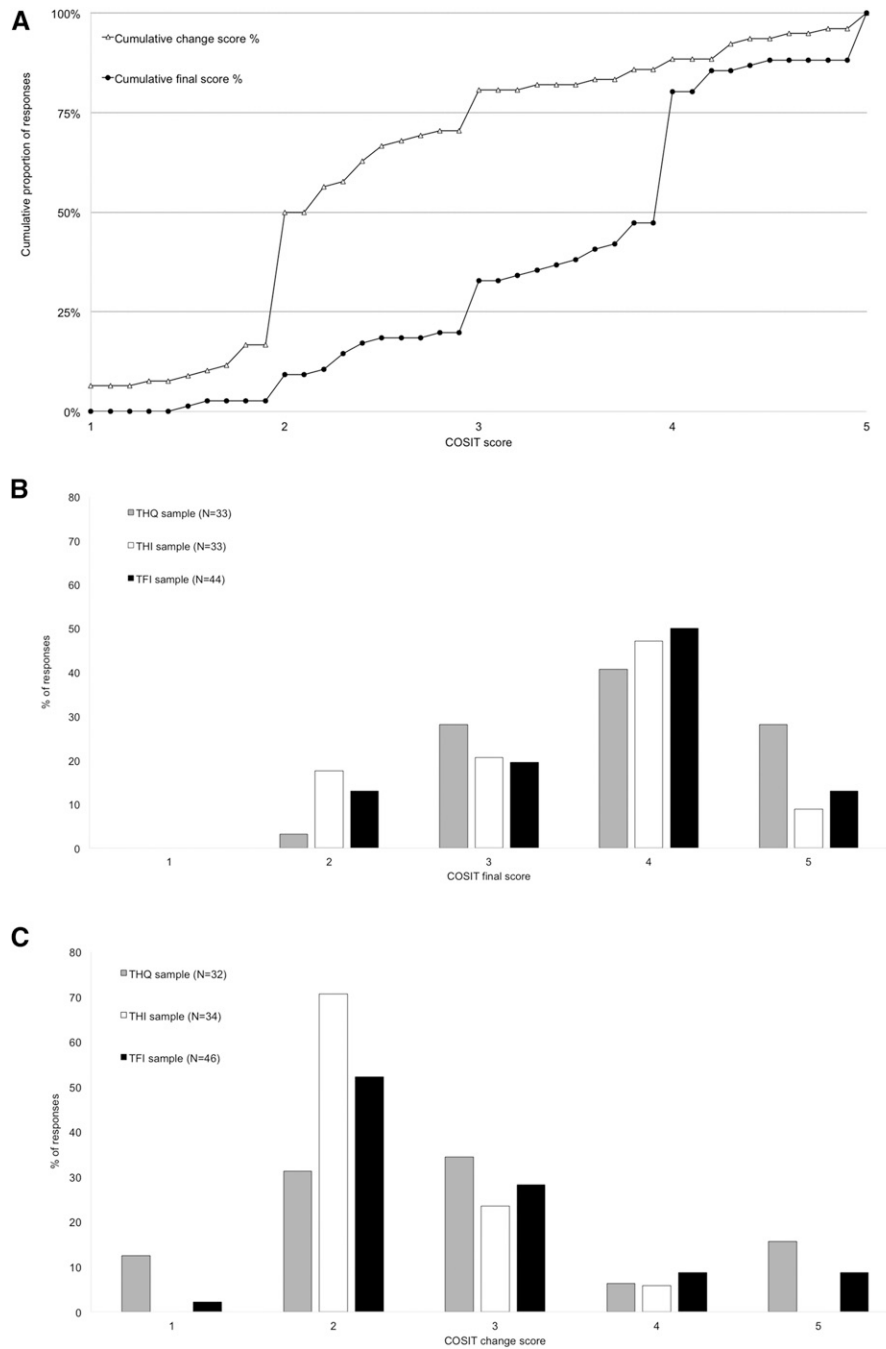 A
100%
Cumulative change score %
Cumulative final score %
75%
Cumulative proportion of responses
50%
25%
0%
1 2 3 4 5
COSIT score
B
80
THQ sample (N=33)
70
THI sample (N=33)
60
TFI sample (N=44)
50
% of responses
40
30
20
10
0
1 2 3 4 5
COSIT final score
C
80
THQ sample (N=32)
70
THI sample (N=34)
60
TFI sample (N=46)
50
% of responses
40
30
20
10
0
1 2 3 4 5
COSIT change score